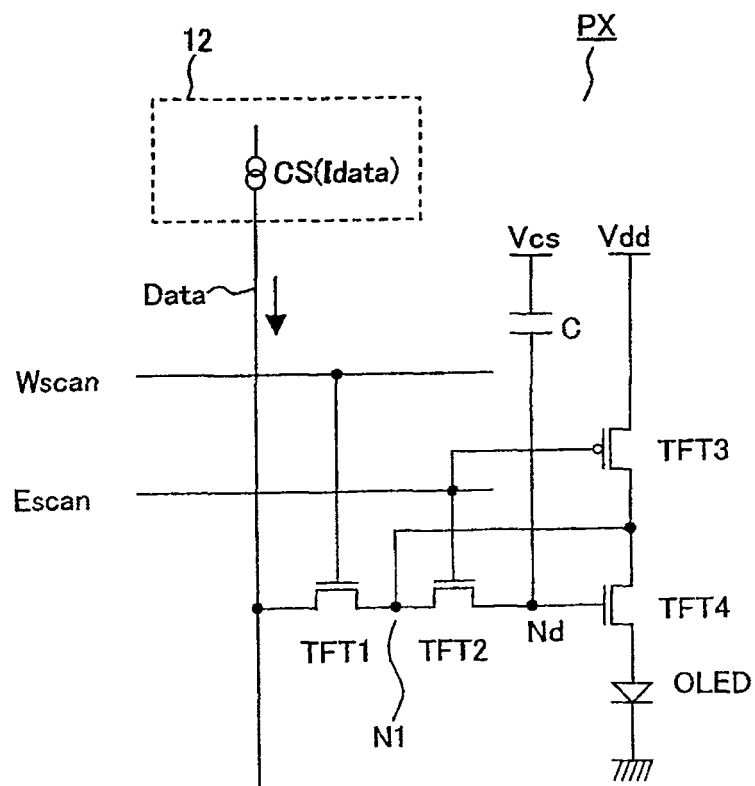 12
PX
CS(Idata)
Vcs
Vdd
Data
C
Wscan
TFT3
Escan
TFT4
Nd
TFT1
TFT2
OLED
N1